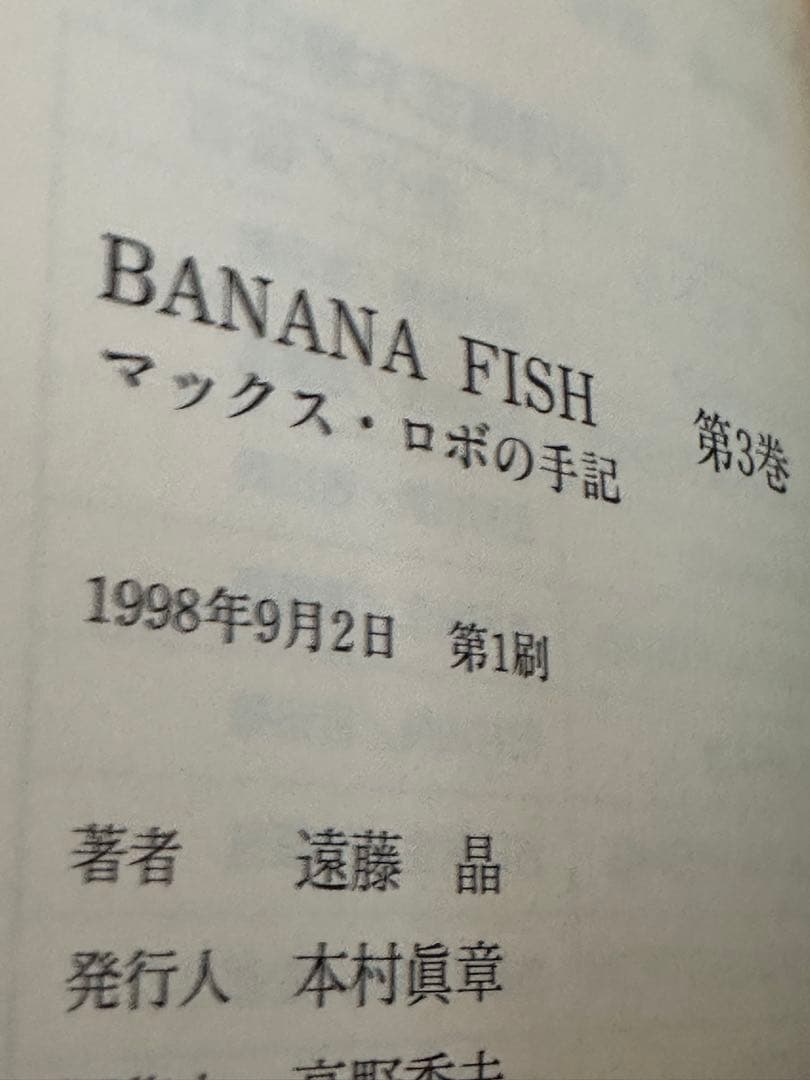 BANANA FISH 第3巻
マックス・ロボの手記
1998年9月2日 第1刷
著者 遠藤 晶
発行人 本村眞章